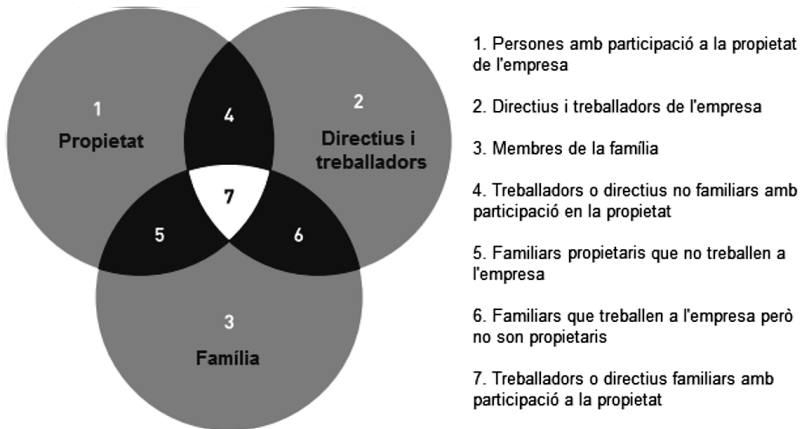 1
Propietat
4
2
Directius i
treballadors
7
5
6
3
Família
1. Persones amb participació a la propietat
de l'empresa
2. Directius i treballadors de l'empresa
3. Membres de la família
4. Treballadors o directius no familiars amb
participació en la propietat
5. Familiars propietaris que no treballen a
l'empresa
6. Familiars que treballen a l'empresa però
no son propietaris
7. Treballadors o directius familiars amb
participació a la propietat